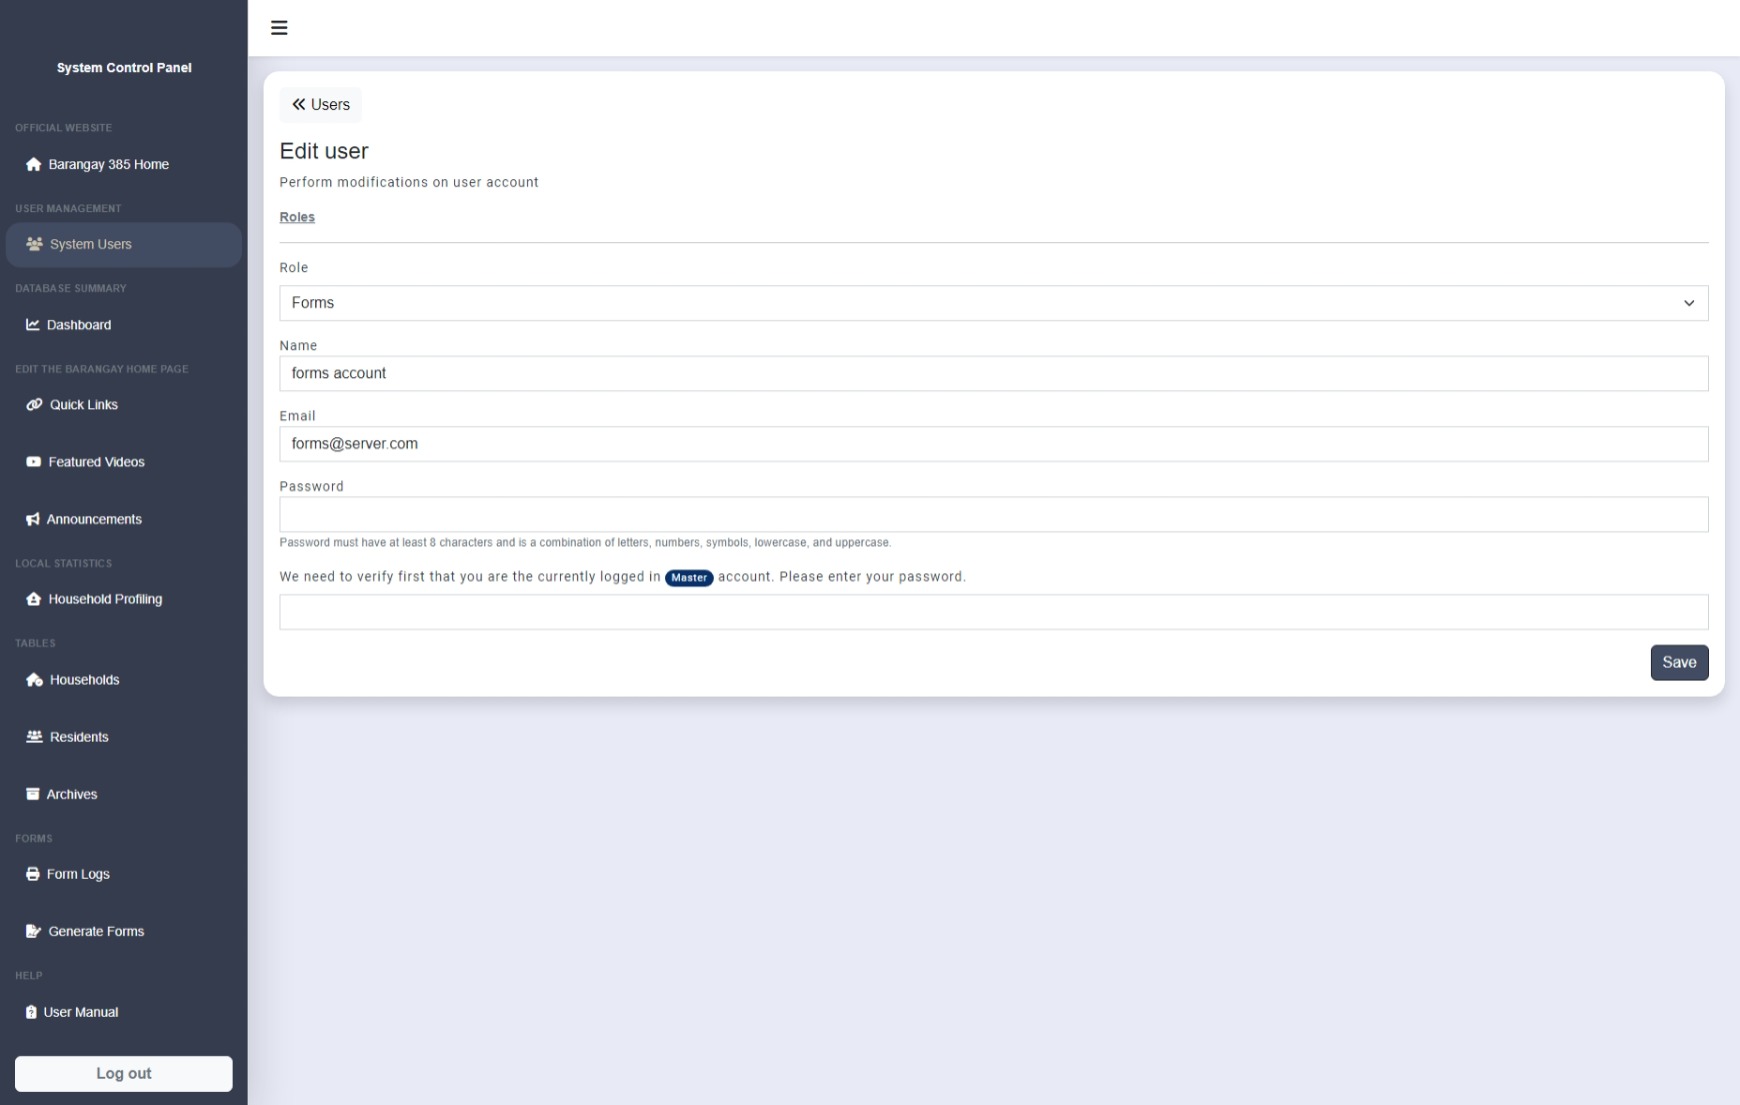 System Control Panel
OFFICIAL WEBSITE
Barangay 385 Home
USER MANAGEMENT
System Users
DATABASE SUMMARY
Dashboard
EDIT THE BARANGAY HOME PAGE
Quick Links
Featured Videos
Announcements
LOCAL STATISTICS
Household Profiling
TABLES
Households
Residents
Archives
FORMS
Form Logs
Generate Forms
HELP
User Manual
Log out
Users
Edit user
Perform modifications on user account
Roles
Role
Forms
Name
forms account
Email
forms@server.com
Password
Password must have at least 8 characters and is a combination of letters, numbers, symbols, lowercase, and uppercase.
We need to verify first that you are the currently logged in Master account. Please enter your password.
Save